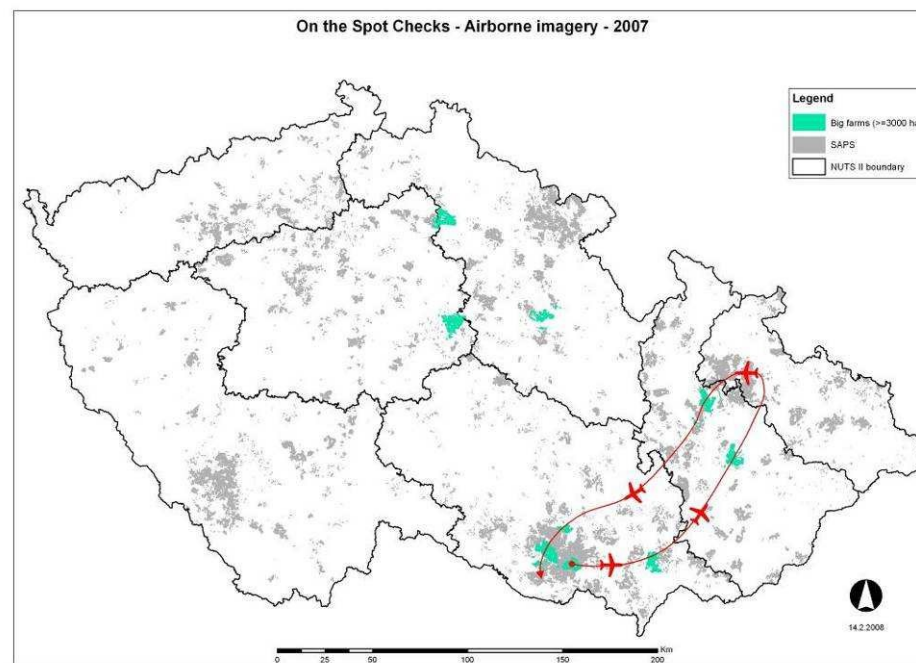 On the Spot Checks - Airborne imagery - 2007
Legend
Big farms (>=3000 ha
SAPS
NUTS II boundary
14.2.2008
Km
0 25 50 100 150 200